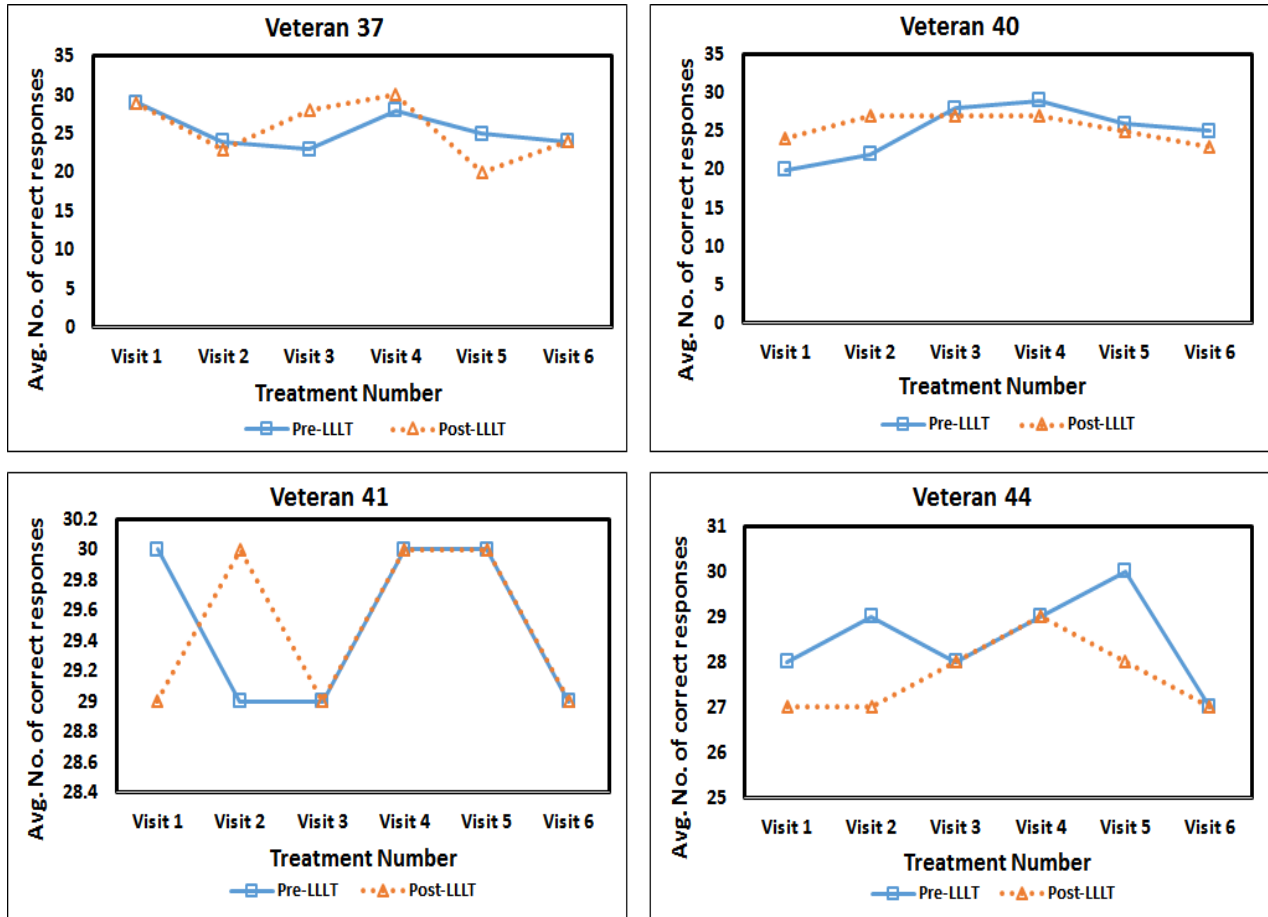 Veteran 37
Avg. No. of correct responses
35
30
25
20
15
10
5
0
Visit 1 Visit 2 Visit 3 Visit 4 Visit 5 Visit 6
Treatment Number
Pre-LLLT Post-LLLT
Veteran 40
Avg. No. of correct responses
35
30
25
20
15
10
5
0
Visit 1 Visit 2 Visit 3 Visit 4 Visit 5 Visit 6
Treatment Number
Pre-LLLT Post-LLLT
Veteran 41
Avg. No. of correct responses
30.2
30
29.8
29.6
29.4
29.2
29
28.8
28.6
28.4
Visit 1 Visit 2 Visit 3 Visit 4 Visit 5 Visit 6
Treatment Number
Pre-LLLT Post-LLLT
Veteran 44
Avg. No. of correct responses
31
30
29
28
27
26
25
Visit 1 Visit 2 Visit 3 Visit 4 Visit 5 Visit 6
Treatment Number
Pre-LLLT Post-LLLT